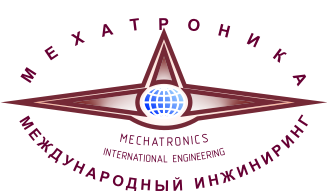 МЕХАТРОНИКА
MECHATRONICS
INTERNATIONAL ENGINEERING
МЕЖДУНАРОДНЫЙ ИНЖИНИРИНГ